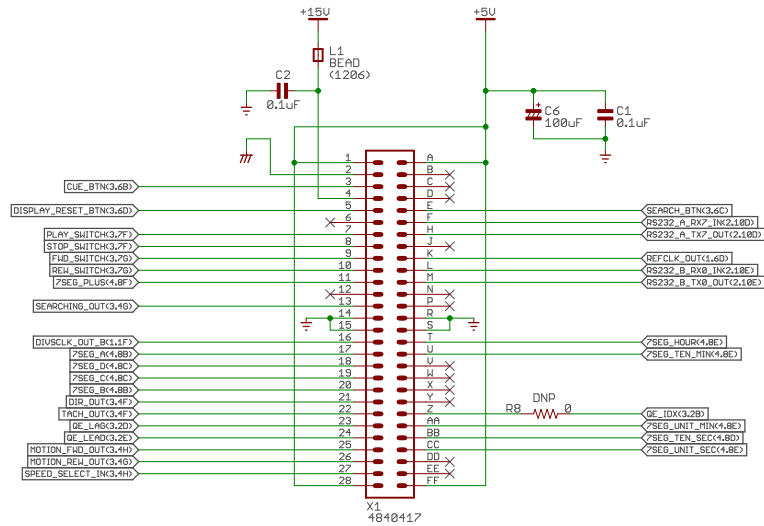 +15V
+5V
L1
BEAD
(1206)
C2
0.1uF
C6
100uF
C1
0.1uF
1 A
2 B
CUE_BTN(3.6B) 3 C
4 D
DISPLAY_RESET_BTN(3.6D) 5 E SEARCH_BTN(3.6C)
6 F RS232_A_RX7_IN(2.10D)
PLAY_SWITCH(3.7F) 7 H RS232_A_TX7_OUT(2.10D)
STOP_SWITCH(3.7F) 8 J
FWD_SWITCH(3.7G) 9 K REFCLK_OUT(1.6D)
REW_SWITCH(3.7G) 10 L RS232_B_RX0_IN(2.10E)
7SEG_PLUS(4.8F) 11 M RS232_B_TX0_OUT(2.10E)
12 N
SEARCHING_OUT(3.4G) 13 P
14 R
15 S
DIVSCLK_OUT_B(1.1F) 16 T 7SEG_HOUR(4.8E)
7SEG_A(4.8B) 17 U 7SEG_TEN_MIN(4.8E)
7SEG_D(4.8C) 18 V
7SEG_C(4.8C) 19 W
7SEG_B(4.8B) 20 X
DIR_OUT(3.4F) 21 Y
TACH_OUT(3.4F) 22 Z R8 DNP 0 QE_IDX(3.2B)
QE_LAG(3.2D) 23 AA 7SEG_UNIT_MIN(4.8E)
QE_LEAD(3.2E) 24 BB 7SEG_TEN_SEC(4.8D)
MOTION_FWD_OUT(3.4H) 25 CC 7SEG_UNIT_SEC(4.8E)
MOTION_REW_OUT(3.4G) 26 DD
SPEED_SELECT_IN(3.4H) 27 EE
28 FF
X1
4840417